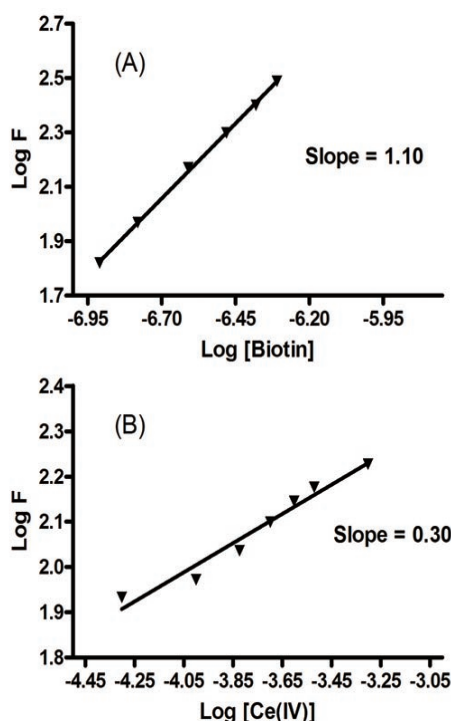 2.7
(A)
2.5
2.3
Log F
Slope = 1.10
2.1
1.9
1.7
-6.95 -6.70 -6.45 -6.20 -5.95
Log [Biotin]
2.4
(B)
2.3
2.2
Log F
2.1
Slope = 0.30
2.0
1.9
1.8
-4.45 -4.25 -4.05 -3.85 -3.65 -3.45 -3.25 -3.05
Log [Ce(IV)]